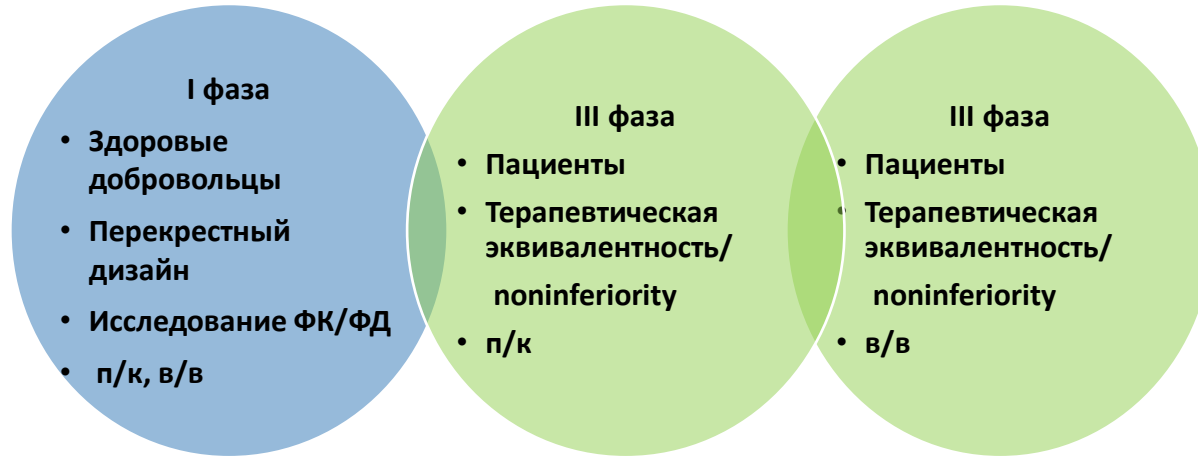 I фаза
• Здоровые
добровольцы
• Перекрестный
дизайн
• Исследование ФК/ФД
• п/к, в/в
III фаза
• Пациенты
• Терапевтическая
эквивалентность/
noninferiority
• п/к
III фаза
• Пациенты
• Терапевтическая
эквивалентность/
noninferiority
• в/в